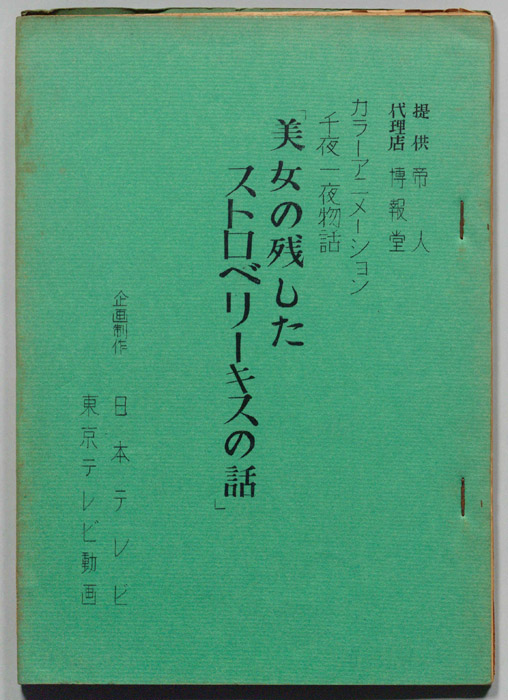 提供 帝人
代理店 博報堂
カラーアニメーション
千夜一夜物話
「美女の残した
ストロベリーキスの話」
企画制作 日本テレビ
東京テレビ動画